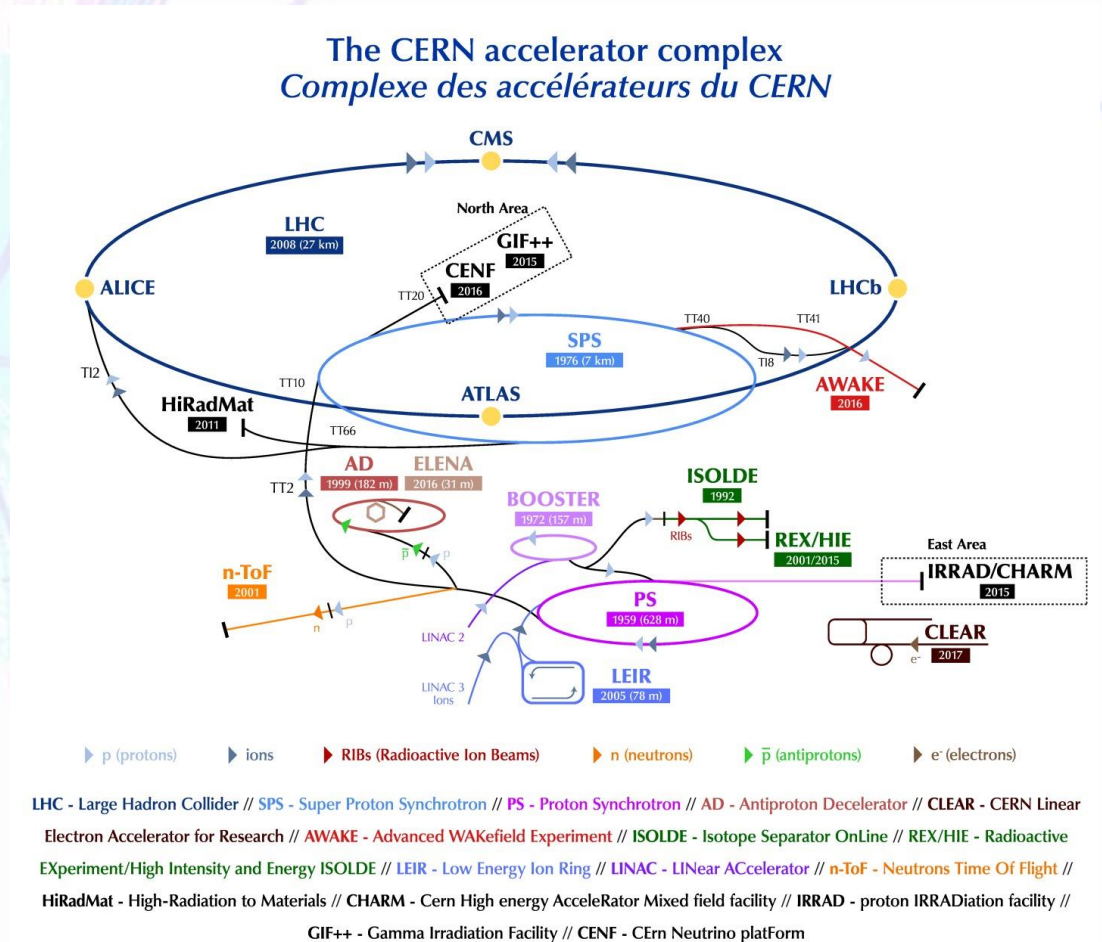 The CERN accelerator complex
Complexe des accélérateurs du CERN
CMS
North Area
LHC
2008 (27 km)
GIF++
2015
CENF
2016
ALICE
LHCb
TT20
TT40
TT41
SPS
1976 (7 km)
TI8
TI2
TT10
ATLAS
AWAKE
2016
HiRadMat
2011
TT66
AD
1999 (182 m)
ELENA
2016 (31 m)
TT2
ISOLDE
1992
BOOSTER
1972 (157 m)
RIBs
REX/HIE
2001/2015
p̅
p
East Area
n-ToF
2001
IRRAD/CHARM
2015
PS
1959 (628 m)
n
p
LINAC 2
CLEAR
2017
e-
LINAC 3
Ions
LEIR
2005 (78 m)
p (protons)
ions
RIBs (Radioactive Ion Beams)
n (neutrons)
p̅ (antiprotons)
e- (electrons)
LHC - Large Hadron Collider // SPS - Super Proton Synchrotron // PS - Proton Synchrotron // AD - Antiproton Decelerator // CLEAR - CERN Linear
Electron Accelerator for Research // AWAKE - Advanced WAKefield Experiment // ISOLDE - Isotope Separator OnLine // REX/HIE - Radioactive
EXperiment/High Intensity and Energy ISOLDE // LEIR - Low Energy Ion Ring // LINAC - LINear ACcelerator // n-ToF - Neutrons Time Of Flight //
HiRadMat - High-Radiation to Materials // CHARM - Cern High energy AcceleRator Mixed field facility // IRRAD - proton IRRADiation facility //
GIF++ - Gamma Irradiation Facility // CENF - CErn Neutrino platForm